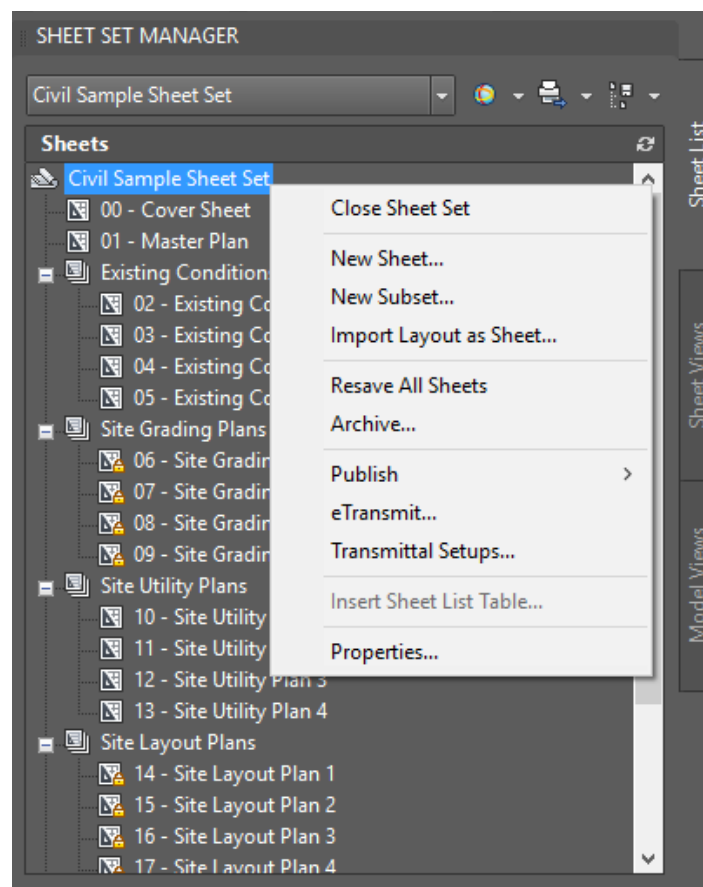 SHEET SET MANAGER
Civil Sample Sheet Set
Sheets
Civil Sample Sheet Set
00 - Cover Sheet
01 - Master Plan
Existing Condition
02 - Existing Co
03 - Existing Co
04 - Existing Co
05 - Existing Co
Site Grading Plans
06 - Site Gradin
07 - Site Gradin
08 - Site Gradin
09 - Site Gradin
Site Utility Plans
10 - Site Utility
11 - Site Utility
12 - Site Utility Plan 3
13 - Site Utility Plan 4
Site Layout Plans
14 - Site Layout Plan 1
15 - Site Layout Plan 2
16 - Site Layout Plan 3
17 - Site Layout Plan 4
Close Sheet Set
New Sheet...
New Subset...
Import Layout as Sheet...
Resave All Sheets
Archive...
Publish
eTransmit...
Transmittal Setups...
Insert Sheet List Table...
Properties...
Sheet List
Sheet Views
Model Views